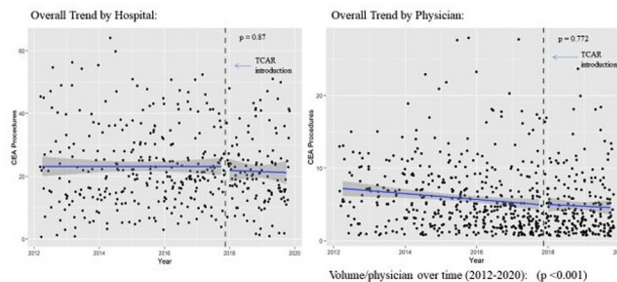 Overall Trend by Hospital:
p = 0.87
TCAR
introduction
60
40
20
0
CEA Procedures
2012
2014
2016
2018
2020
Year
Overall Trend by Physician:
p = 0.772
TCAR
introduction
20
10
0
CEA Procedures
2012
2014
2016
2018
2020
Year
Volume/physician over time (2012-2020): (p <0.001)